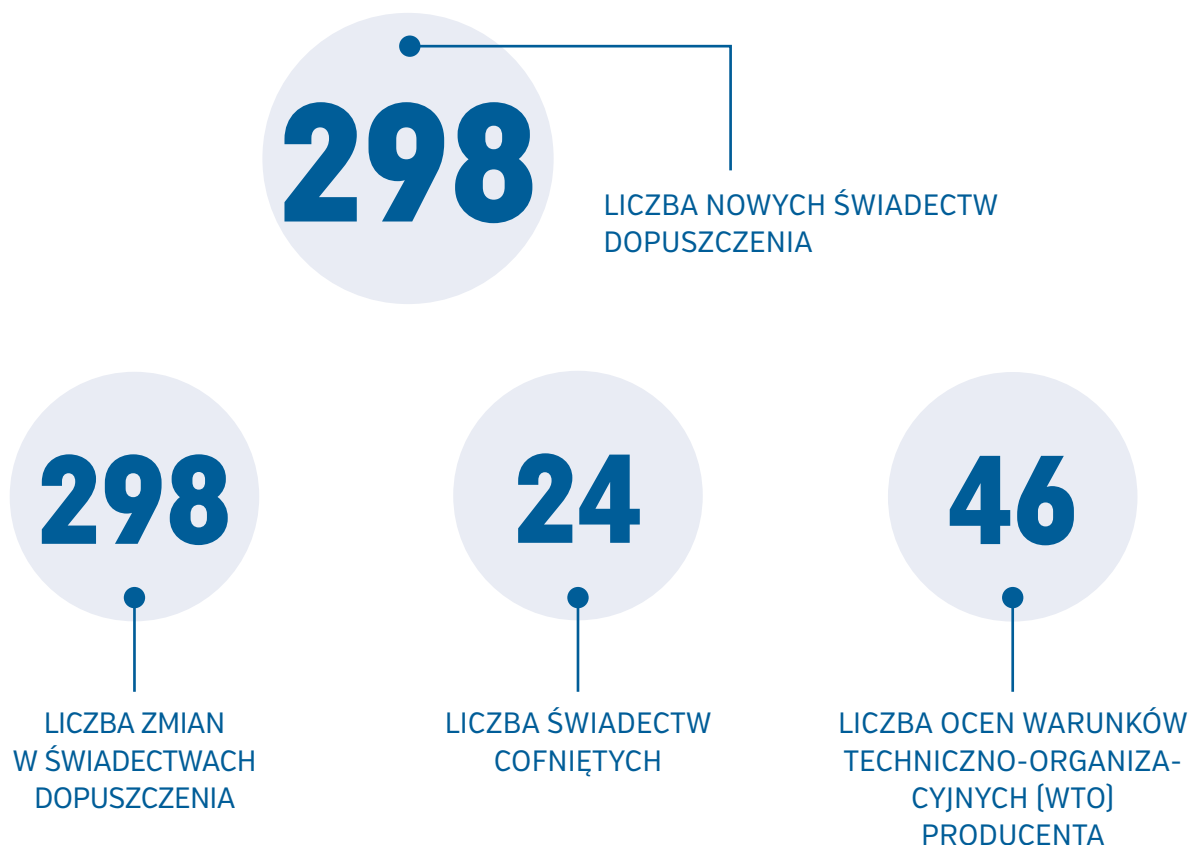 298
LICZBA NOWYCH ŚWIADECTW
DOPUSZCZENIA
298
LICZBA ZMIAN
W ŚWIADECTWACH
DOPUSZCZENIA
24
LICZBA ŚWIADECTW
COFNIĘTYCH
46
LICZBA OCEN WARUNKÓW
TECHNICZNO-ORGANIZA-
CYJNYCH (WTO)
PRODUCENTA